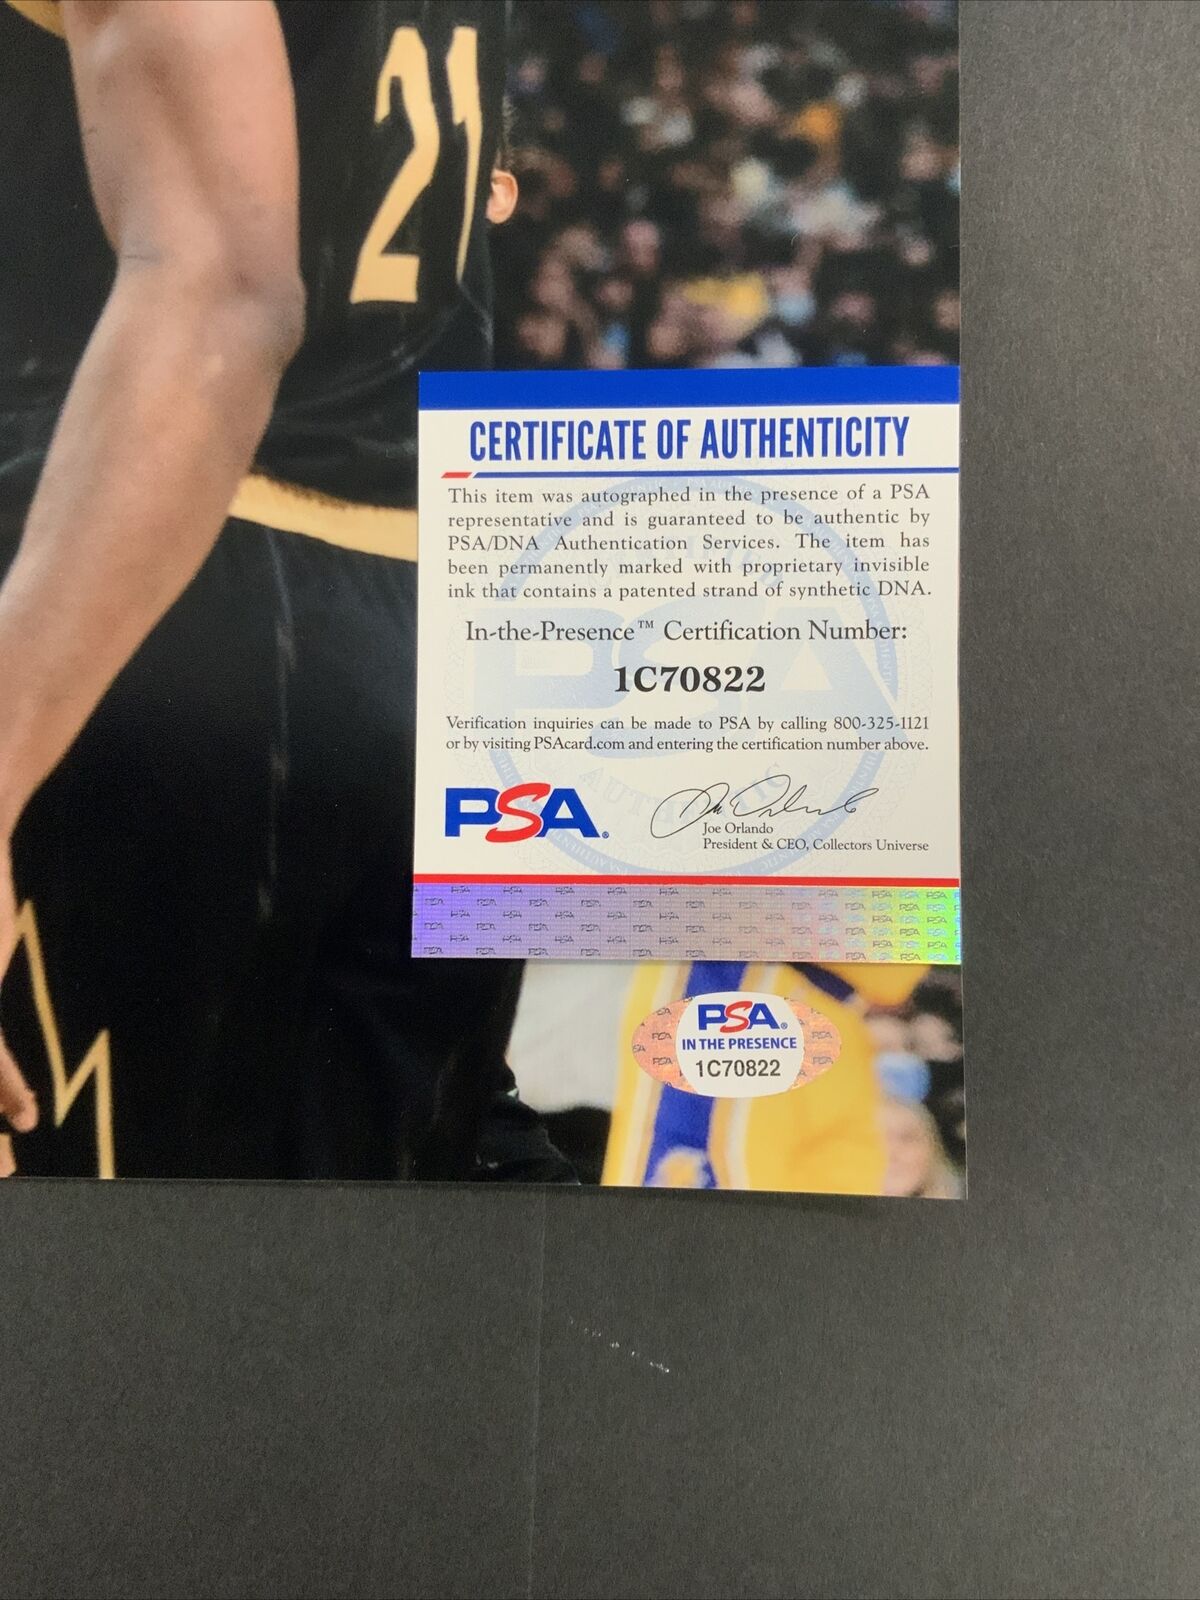 21
CERTIFICATE OF AUTHENTICITY
This item was autographed in the presence of a PSA
representative and is guaranteed to be authentic by
PSA/DNA Authentication Services. The item has
been permanently marked with proprietary invisible
ink that contains a patented strand of synthetic DNA.
In-the-Presence™ Certification Number:
1C70822
Verification inquiries can be made to PSA by calling 800-325-1121
or by visiting PSAcard.com and entering the certification number above.
PSA®
Joe Orlando
President & CEO, Collectors Universe
PSA®
IN THE PRESENCE
1C70822